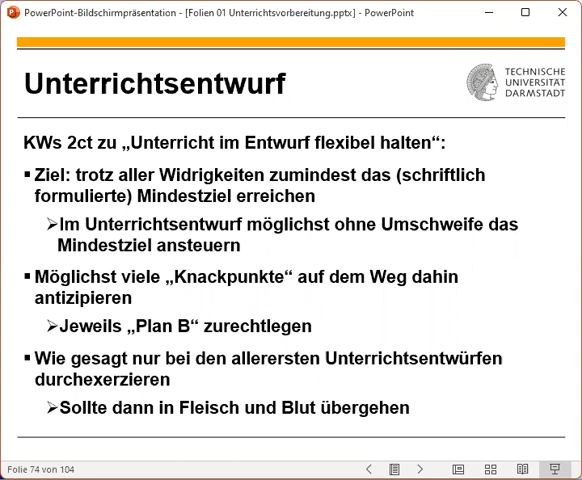 PowerPoint-Bildschirmpräsentation - [Folien 01 Unterrichtsvorbereitung.pptx] - PowerPoint
Unterrichtsentwurf
TECHNISCHE
UNIVERSITÄT
DARMSTADT
KWs 2ct zu „Unterricht im Entwurf flexibel halten“:
▪ Ziel: trotz aller Widrigkeiten zumindest das (schriftlich
formulierte) Mindestziel erreichen
➢Im Unterrichtsentwurf möglichst ohne Umschweife das
Mindestziel ansteuern
▪ Möglichst viele „Knackpunkte“ auf dem Weg dahin
antizipieren
➢Jeweils „Plan B“ zurechtlegen
▪ Wie gesagt nur bei den allerersten Unterrichtsentwürfen
durchexerzieren
➢Sollte dann in Fleisch und Blut übergehen
Folie 74 von 104